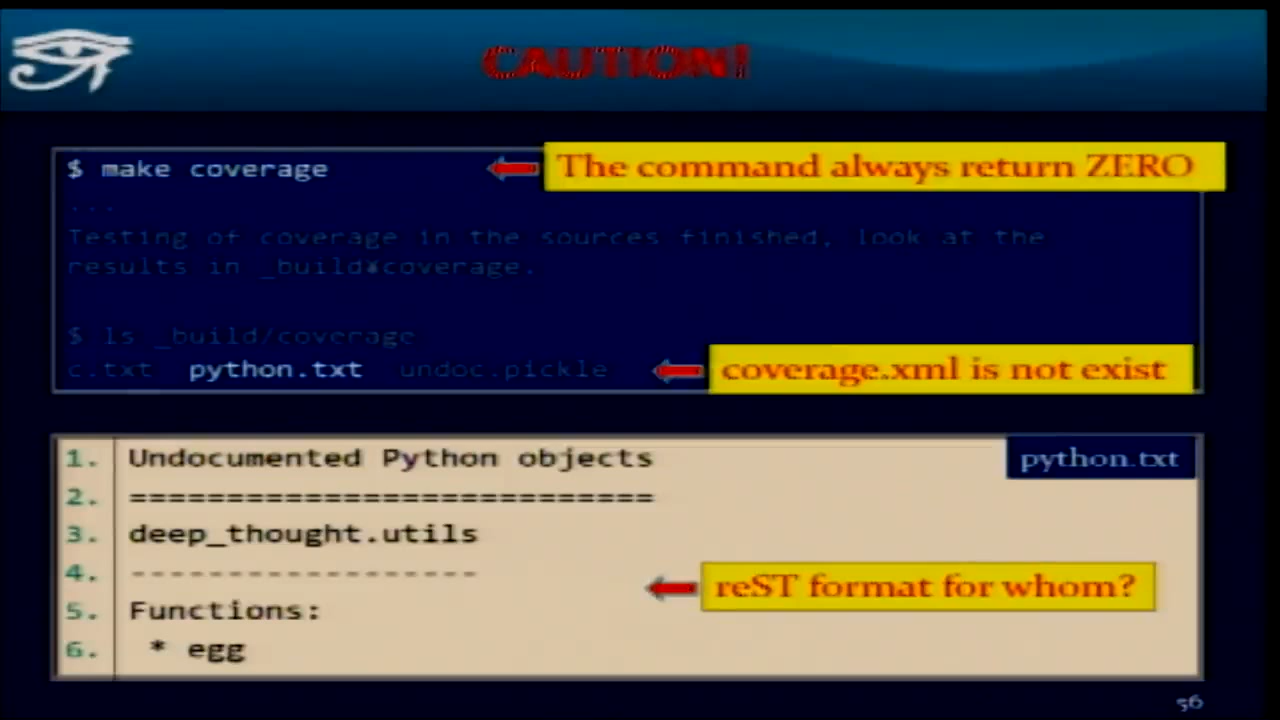 CAUTION!
$ make coverage
The command always return ZERO
...
Testing of coverage in the sources finished, look at the
results in _build¥coverage.
$ ls _build/coverage
c.txt python.txt undoc.pickle
coverage.xml is not exist
python.txt
1. Undocumented Python objects
2. ===========================
3. deep_thought.utils
4. ------------------
reST format for whom?
5. Functions:
6. * egg
56